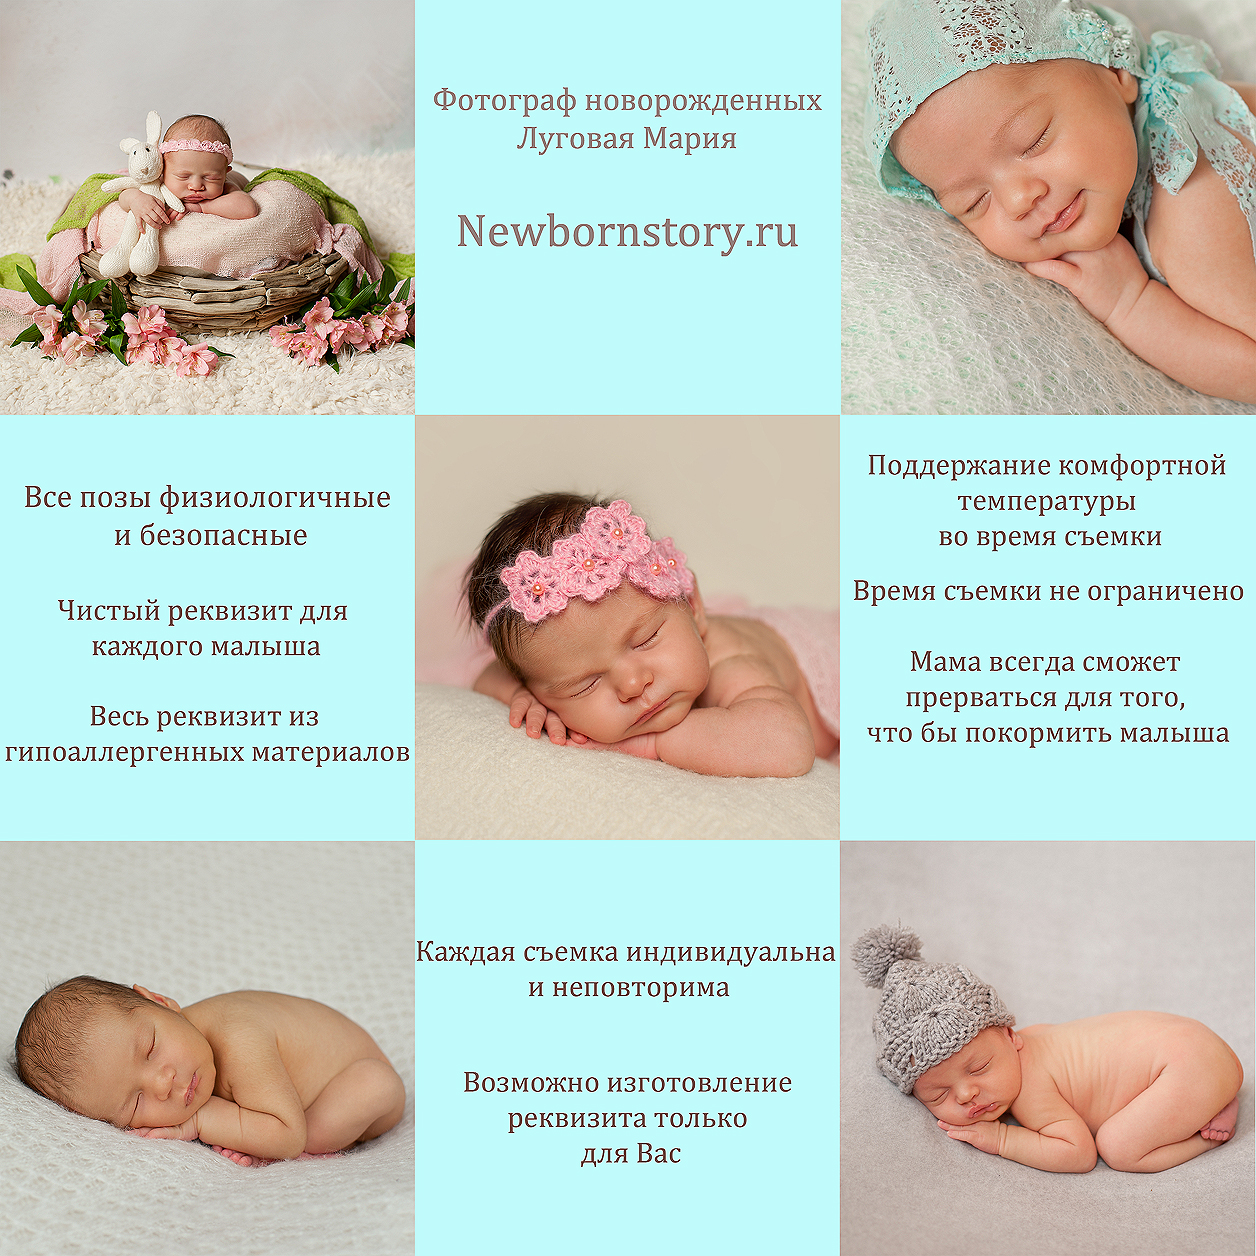 Фотограф новорожденных
Луговая Мария
Newbornstory.ru
Все позы физиологичные
и безопасные
Чистый реквизит для
каждого малыша
Весь реквизит из
гипоаллергенных материалов
Поддержание комфортной
температуры
во время съемки
Время съемки не ограничено
Мама всегда сможет
прерваться для того,
что бы покормить малыша
Каждая съемка индивидуальна
и неповторима
Возможно изготовление
реквизита только
для Вас